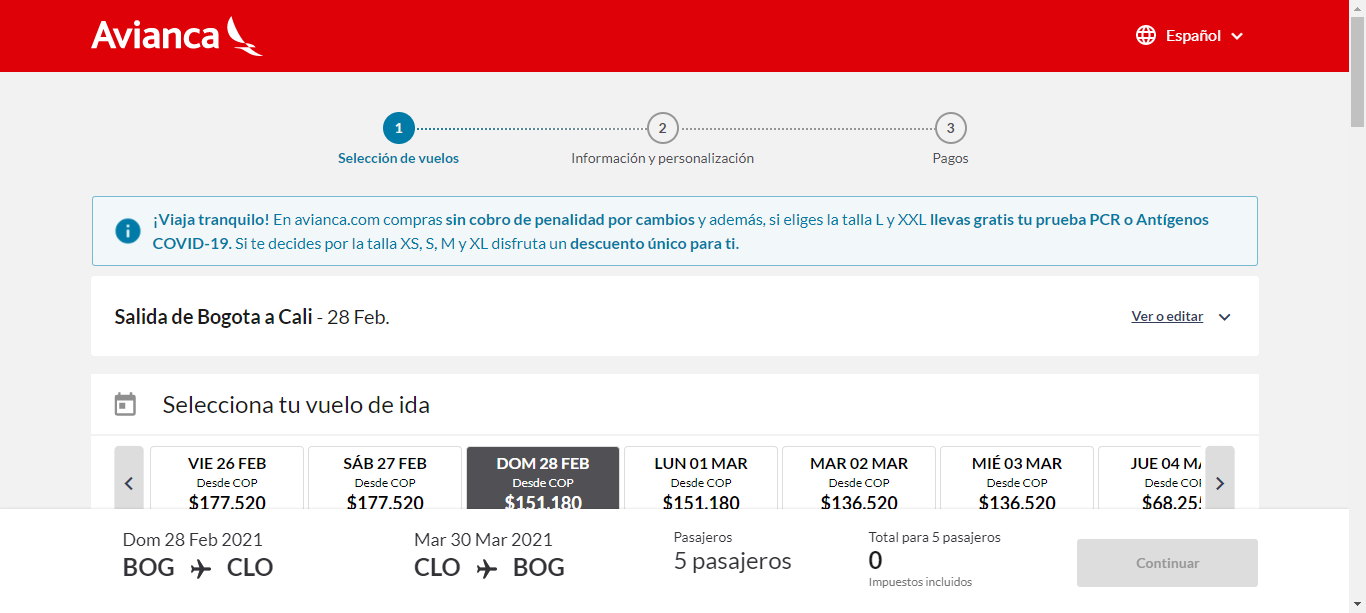 Avianca
Español
1
2
3
Selección de vuelos
Información y personalización
Pagos
¡Viaja tranquilo! En avianca.com compras sin cobro de penalidad por cambios y además, si eliges la talla L y XXL llevas gratis tu prueba PCR o Antígenos
COVID-19. Si te decides por la talla XS, S, M y XL disfruta un descuento único para ti.
Salida de Bogota a Cali - 28 Feb.
Ver o editar
Selecciona tu vuelo de ida
VIE 26 FEB
Desde COP
$177.520
SÁB 27 FEB
Desde COP
$177.520
DOM 28 FEB
Desde COP
$151.180
LUN 01 MAR
Desde COP
$151.180
MAR 02 MAR
Desde COP
$136.520
MIÉ 03 MAR
Desde COP
$136.520
JUE 04
Desde
Dom 28 Feb 2021
BOG CLO
Mar 30 Mar 2021
CLO BOG
Pasajeros
5 pasajeros
Total para 5 pasajeros
0
Impuestos incluidos
Continuar